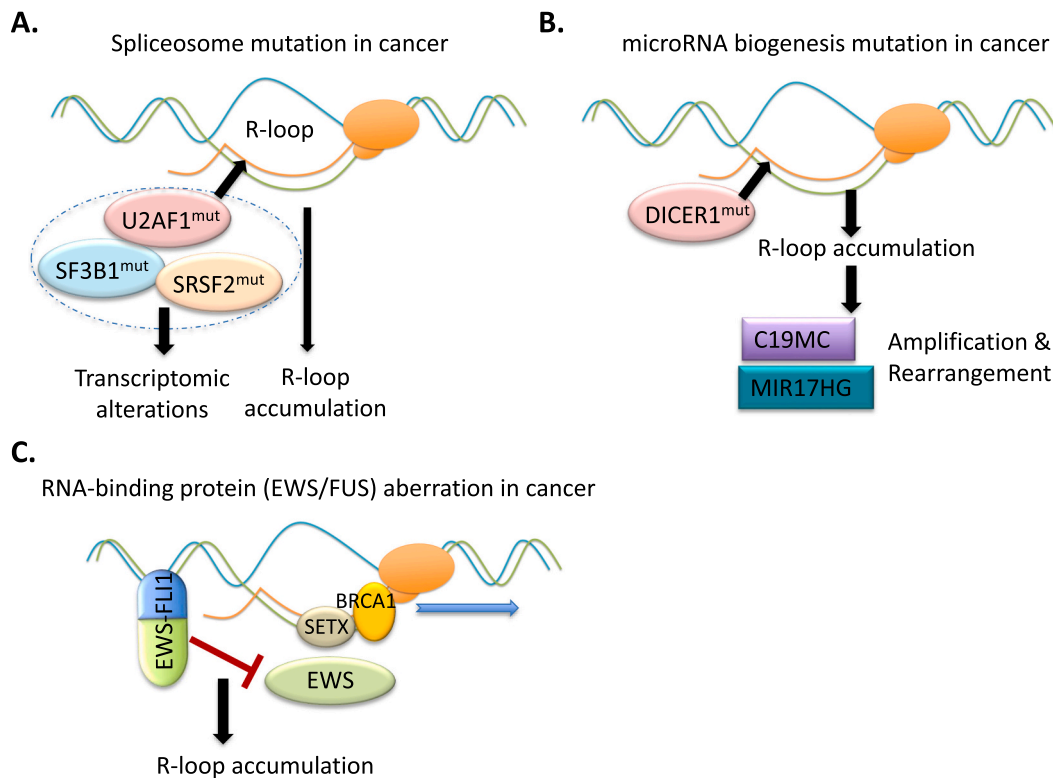 A.
Spliceosome mutation in cancer
R-loop
U2AF1mut
SF3B1mut
SRSF2mut
Transcriptomic
alterations
R-loop
accumulation
B.
microRNA biogenesis mutation in cancer
DICER1mut
R-loop accumulation
C19MC
MIR17HG
Amplification &
Rearrangement
C.
RNA-binding protein (EWS/FUS) aberration in cancer
EWS-FLI1
BRCA1
SETX
EWS
R-loop accumulation